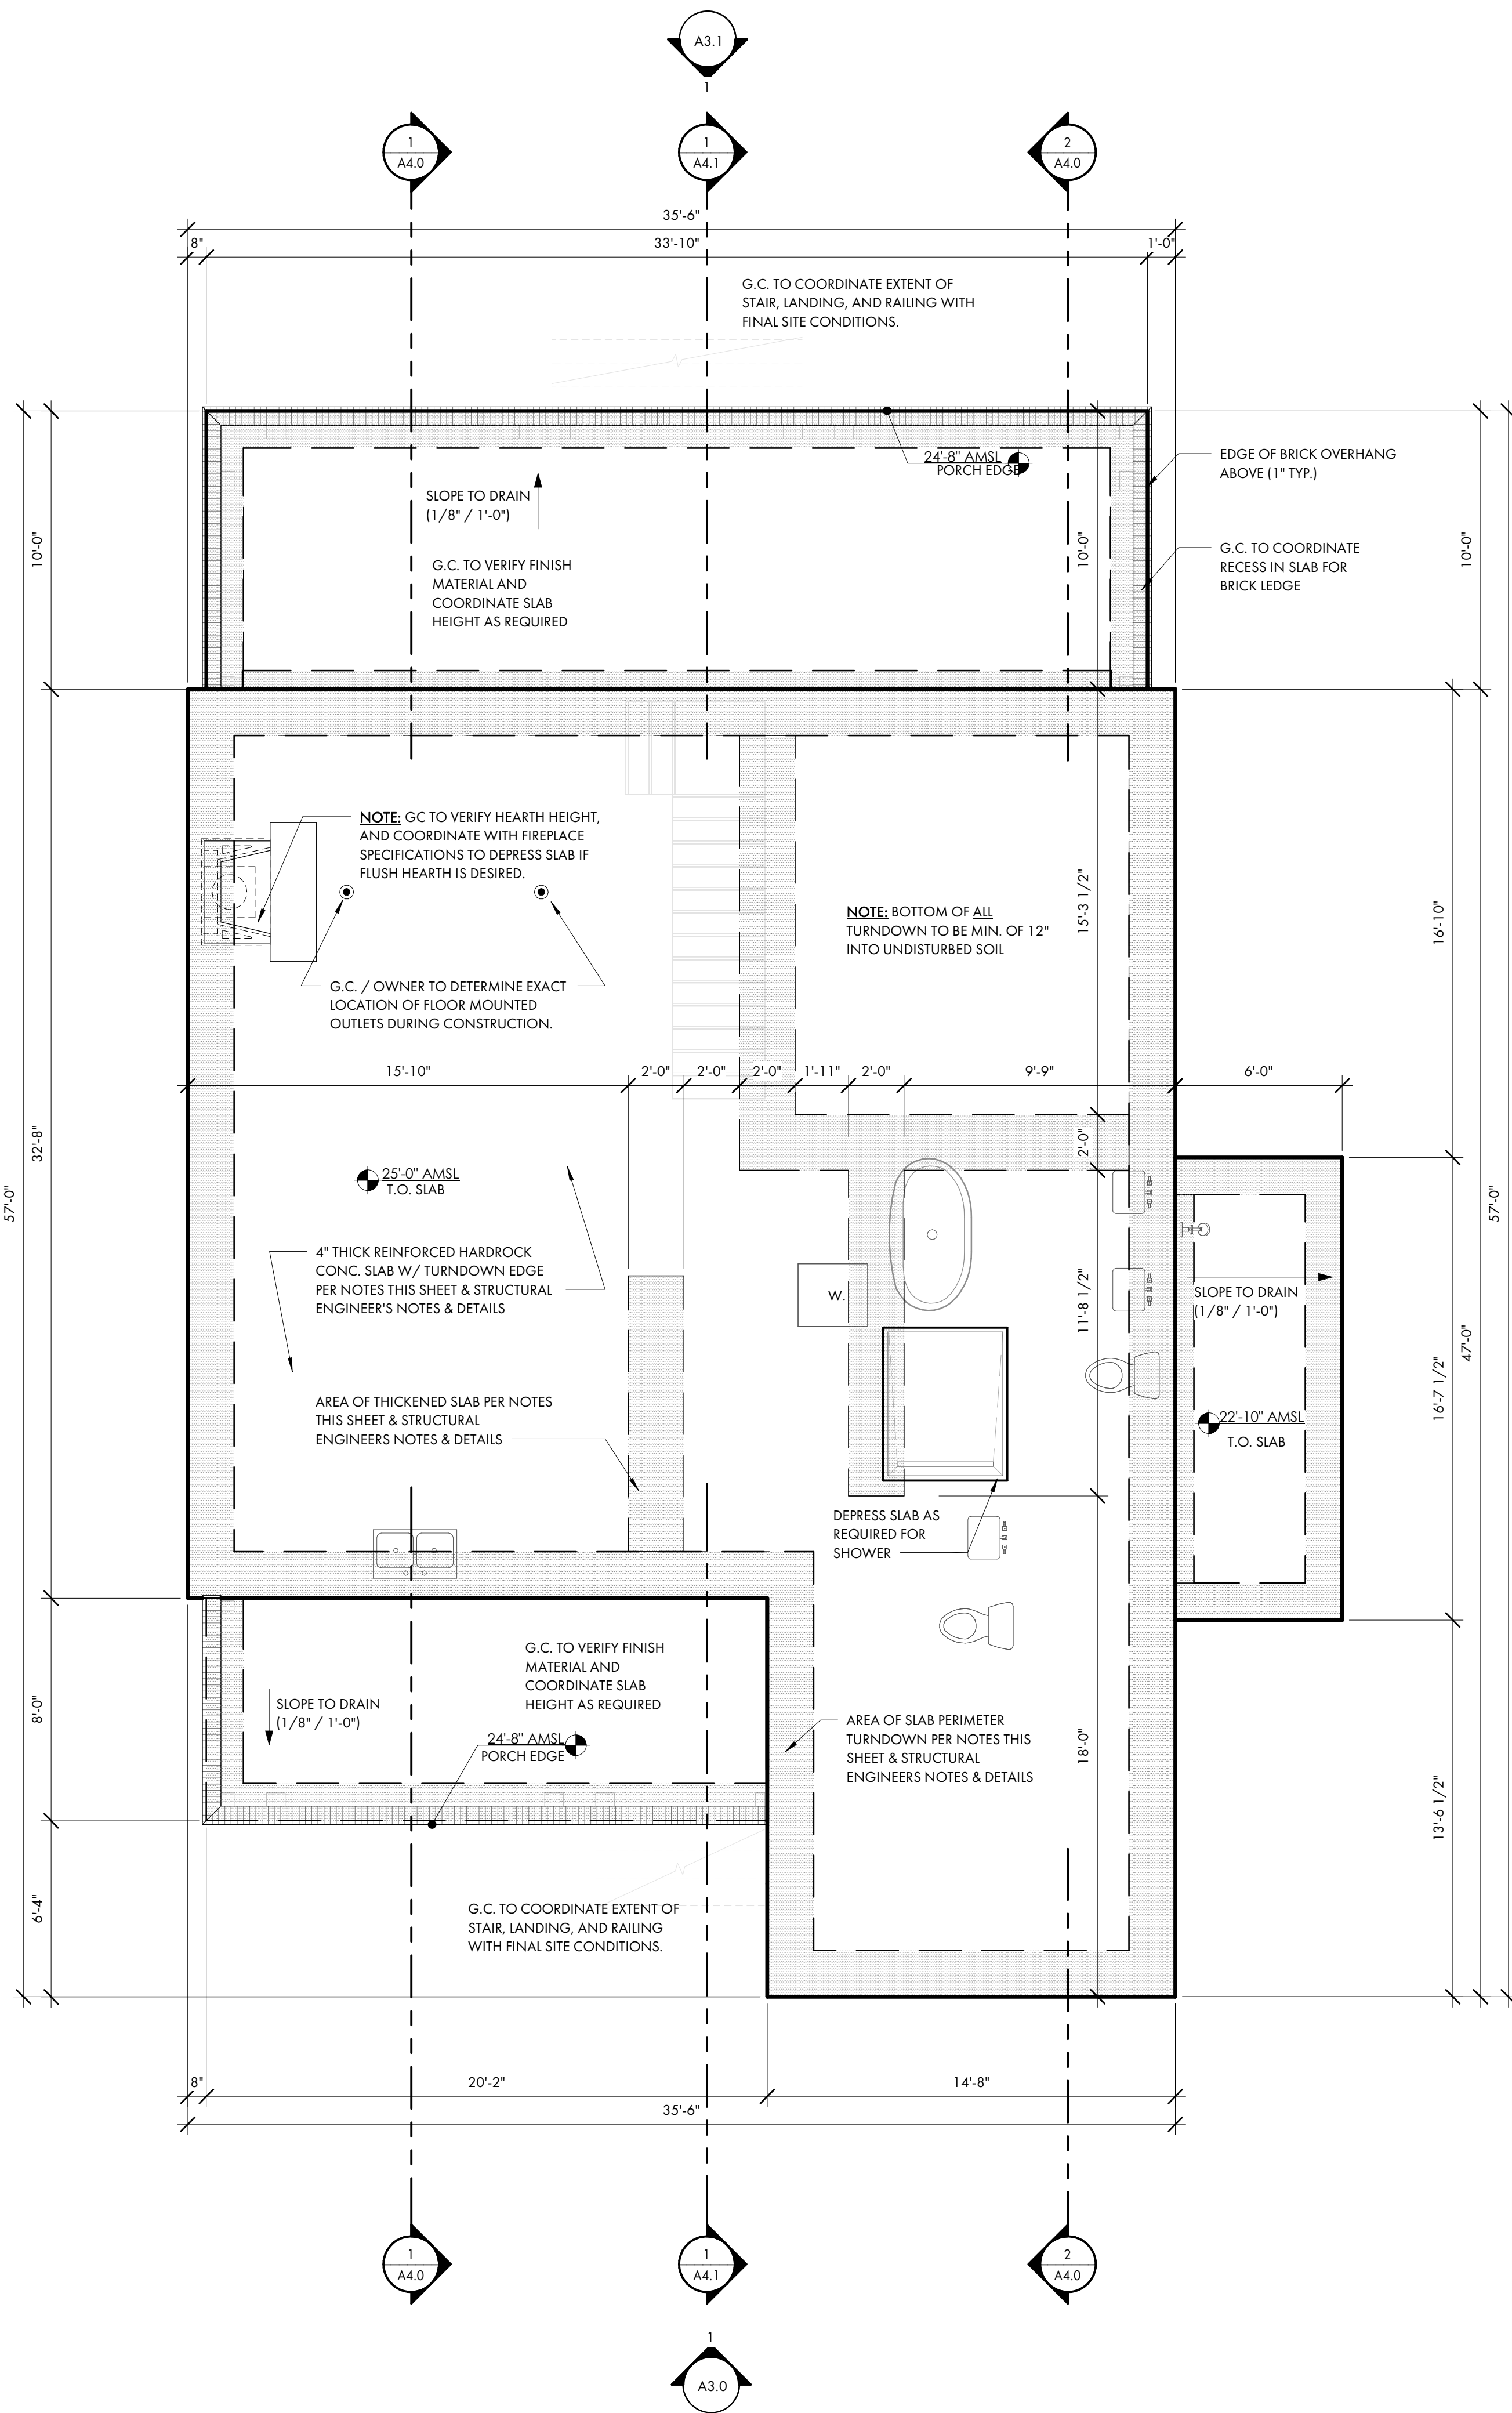 A3.1
1
1
A4.0
1
A4.1
2
A4.0
35'-6"
8"
33'-10"
1'-0"
G.C. TO COORDINATE EXTENT OF
STAIR, LANDING, AND RAILING WITH
FINAL SITE CONDITIONS.
24'-8" AMSL
PORCH EDGE
EDGE OF BRICK OVERHANG
ABOVE (1" TYP.)
SLOPE TO DRAIN
(1/8" / 1'-0")
10'-0"
10'-0"
10'-0"
G.C. TO COORDINATE
RECESS IN SLAB FOR
BRICK LEDGE
G.C. TO VERIFY FINISH
MATERIAL AND
COORDINATE SLAB
HEIGHT AS REQUIRED
NOTE: GC TO VERIFY HEARTH HEIGHT,
AND COORDINATE WITH FIREPLACE
SPECIFICATIONS TO DEPRESS SLAB IF
FLUSH HEARTH IS DESIRED.
15'-3 1/2"
16'-10"
NOTE: BOTTOM OF ALL
TURNDOWN TO BE MIN. OF 12"
INTO UNDISTURBED SOIL
G.C. / OWNER TO DETERMINE EXACT
LOCATION OF FLOOR MOUNTED
OUTLETS DURING CONSTRUCTION.
15'-10"
2'-0"
2'-0"
2'-0"
1'-11"
2'-0"
9'-9"
6'-0"
32'-8"
2'-0"
57'-0"
57'-0"
25'-0" AMSL
T.O. SLAB
4" THICK REINFORCED HARDROCK
CONC. SLAB W/ TURNDOWN EDGE
PER NOTES THIS SHEET & STRUCTURAL
ENGINEER'S NOTES & DETAILS
W.
11'-8 1/2"
SLOPE TO DRAIN
(1/8" / 1'-0")
47'-0"
16'-7 1/2"
AREA OF THICKENED SLAB PER NOTES
THIS SHEET & STRUCTURAL
ENGINEERS NOTES & DETAILS
22'-10" AMSL
T.O. SLAB
DEPRESS SLAB AS
REQUIRED FOR
SHOWER
G.C. TO VERIFY FINISH
MATERIAL AND
COORDINATE SLAB
HEIGHT AS REQUIRED
8'-0"
SLOPE TO DRAIN
(1/8" / 1'-0")
24'-8" AMSL
PORCH EDGE
AREA OF SLAB PERIMETER
TURNDOWN PER NOTES THIS
SHEET & STRUCTURAL
ENGINEERS NOTES & DETAILS
18'-0"
13'-6 1/2"
6'-4"
G.C. TO COORDINATE EXTENT OF
STAIR, LANDING, AND RAILING
WITH FINAL SITE CONDITIONS.
8"
20'-2"
14'-8"
35'-6"
1
A4.0
1
A4.1
2
A4.0
1
A3.0